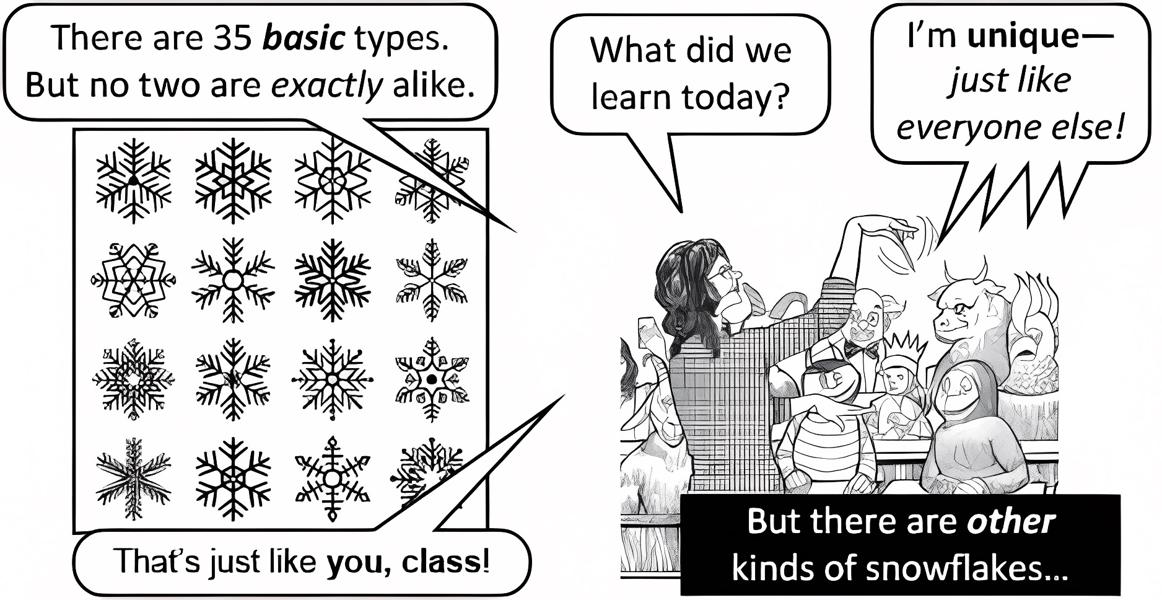 There are 35 basic types.
But no two are exactly alike.
That's just like you, class!
What did we
learn today?
I'm unique—
just like
everyone else!
But there are other
kinds of snowflakes...